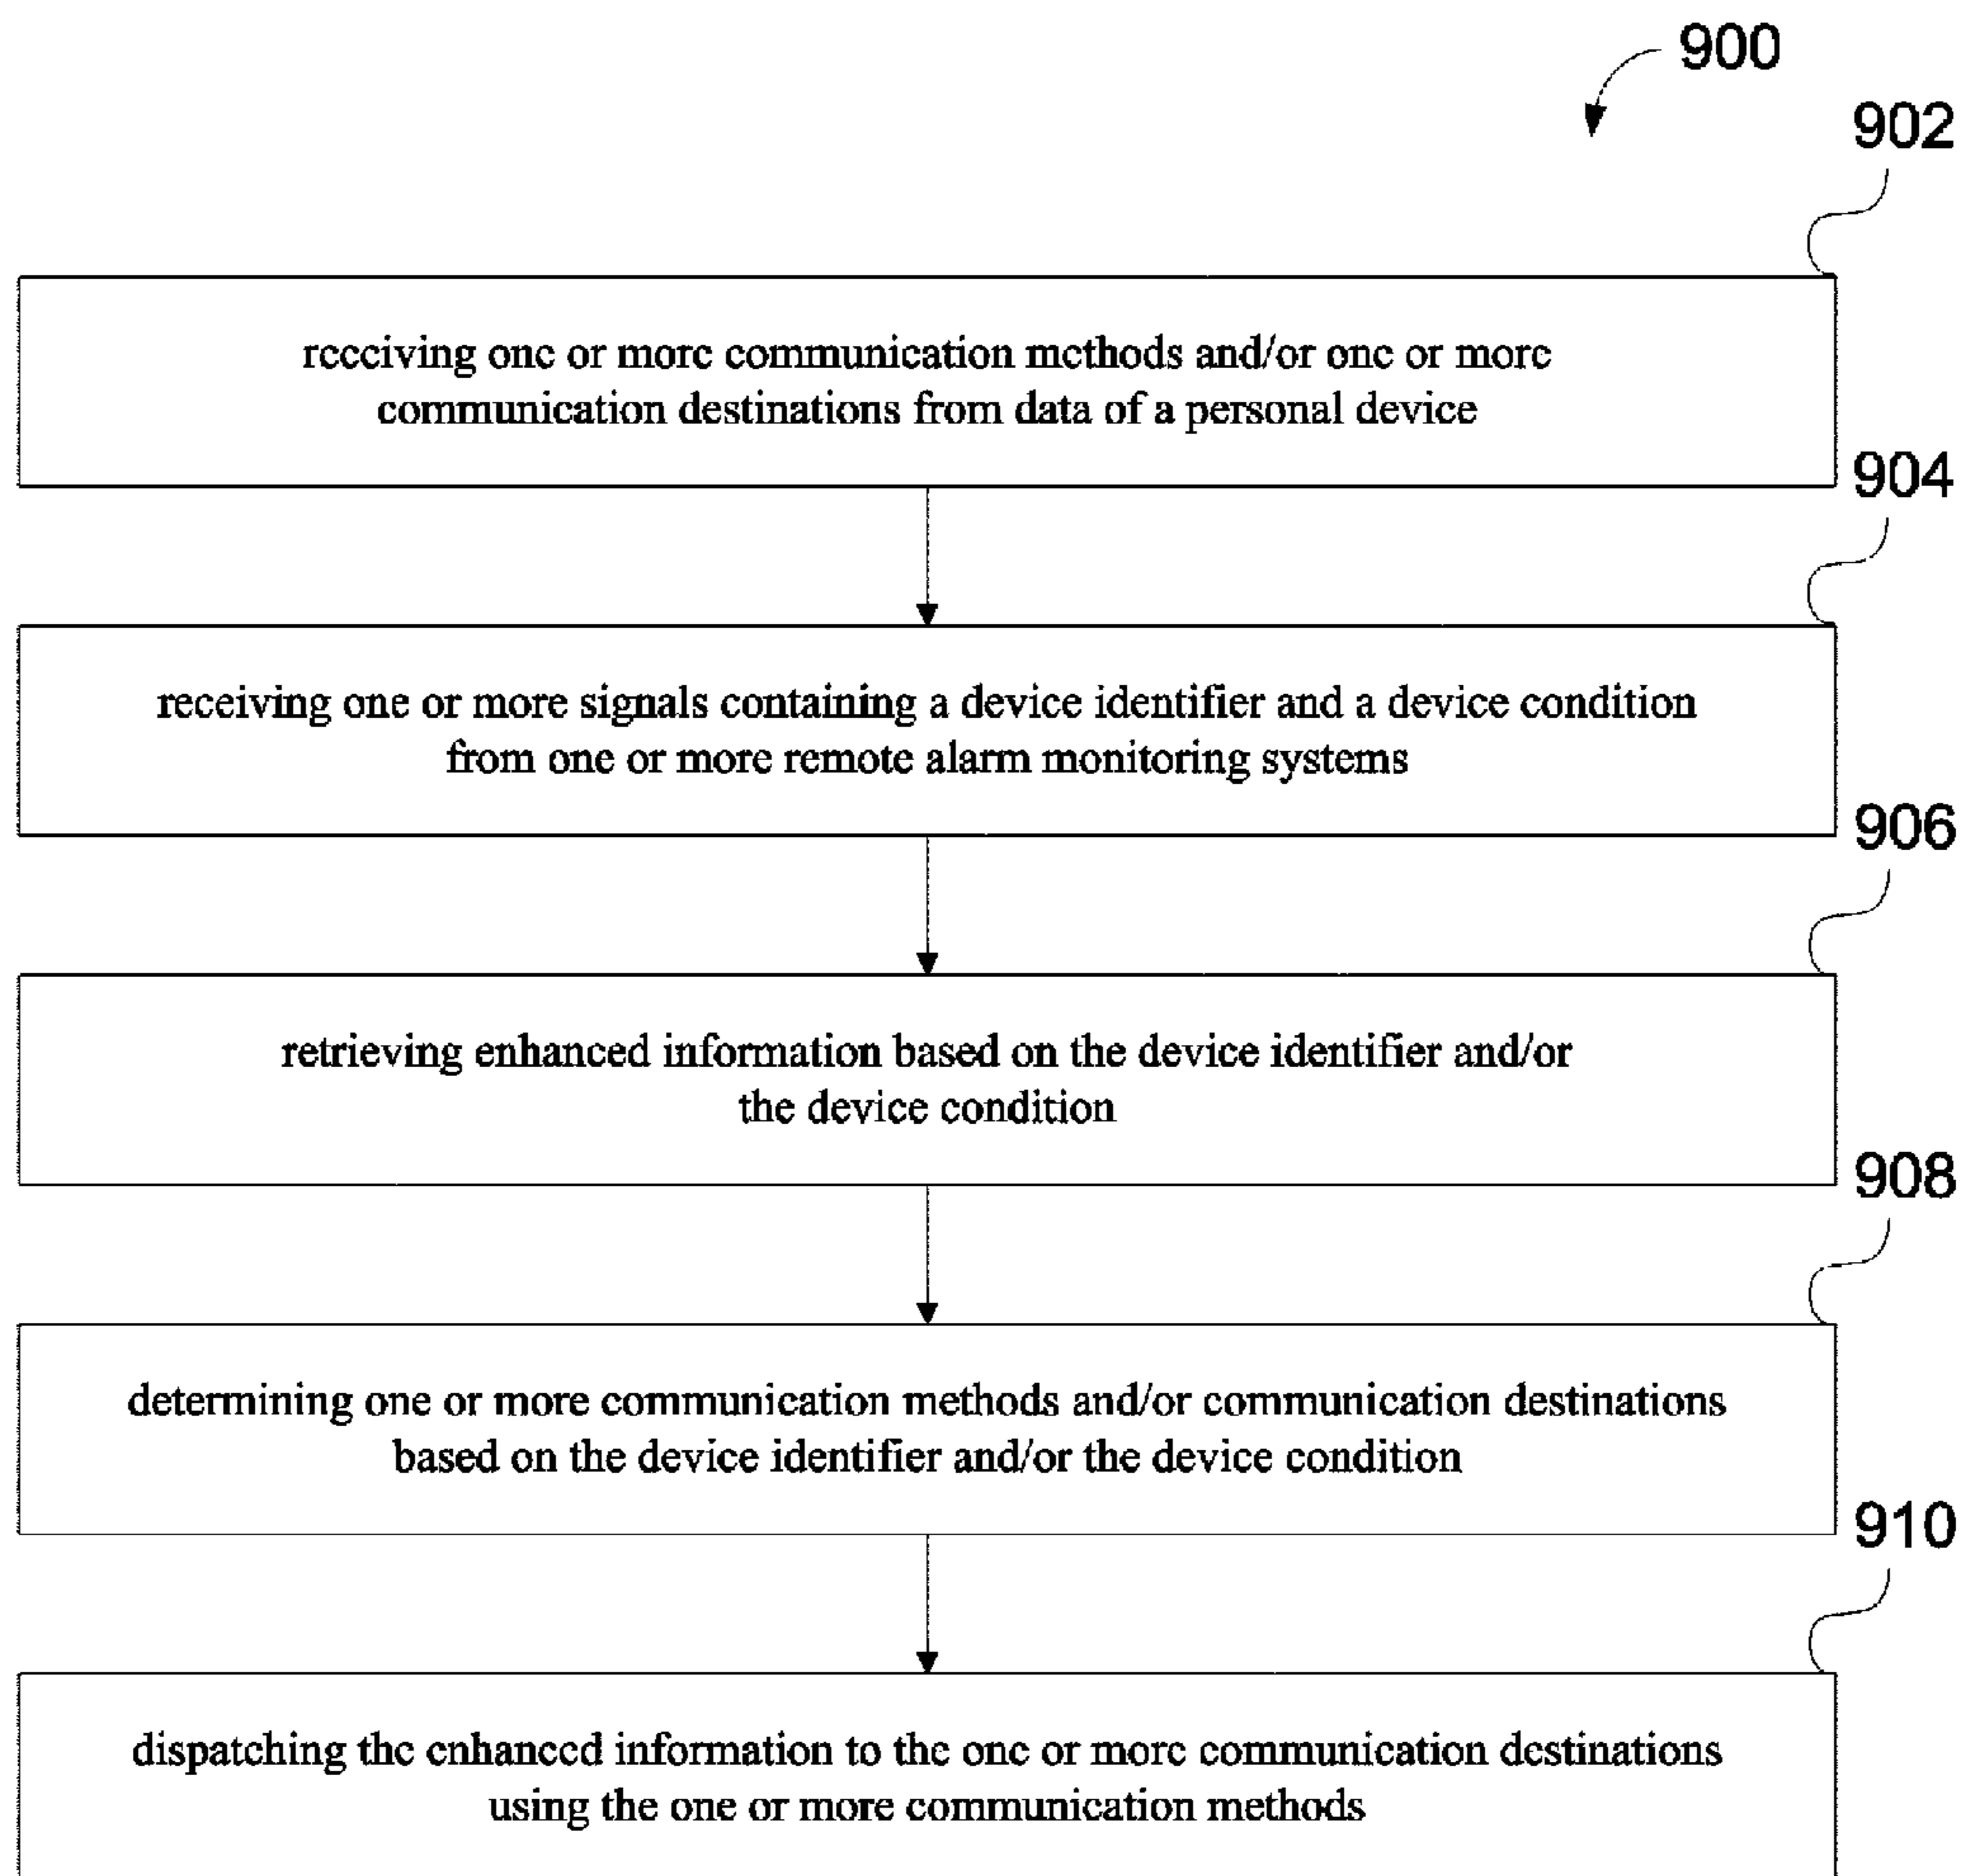 900
902
receiving one or more communication methods and/or one or more
communication destinations from data of a personal device
904
receiving one or more signals containing a device identifier and a device condition
from one or more remote alarm monitoring systems
906
retrieving enhanced information based on the device identifier and/or
the device condition
908
determining one or more communication methods and/or communication destinations
based on the device identifier and/or the device condition
910
dispatching the enhanced information to the one or more communication destinations
using the one or more communication methods